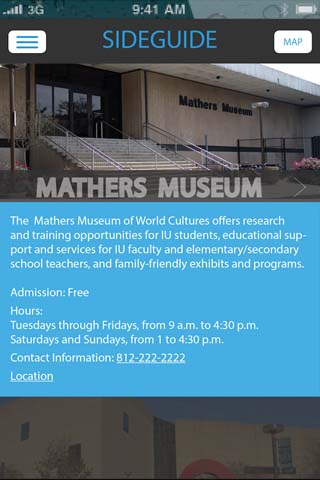 3G 9:41 AM
SIDEGUIDE
MAP
Mathers Museum
MATHERS MUSEUM
The Mathers Museum of World Cultures offers research
and training opportunities for IU students, educational sup-
port and services for IU faculty and elementary/secondary
school teachers, and family-friendly exhibits and programs.
Admission: Free
Hours:
Tuesdays through Fridays, from 9 a.m. to 4:30 p.m.
Saturdays and Sundays, from 1 to 4:30 p.m.
Contact Information: 812-222-2222
Location